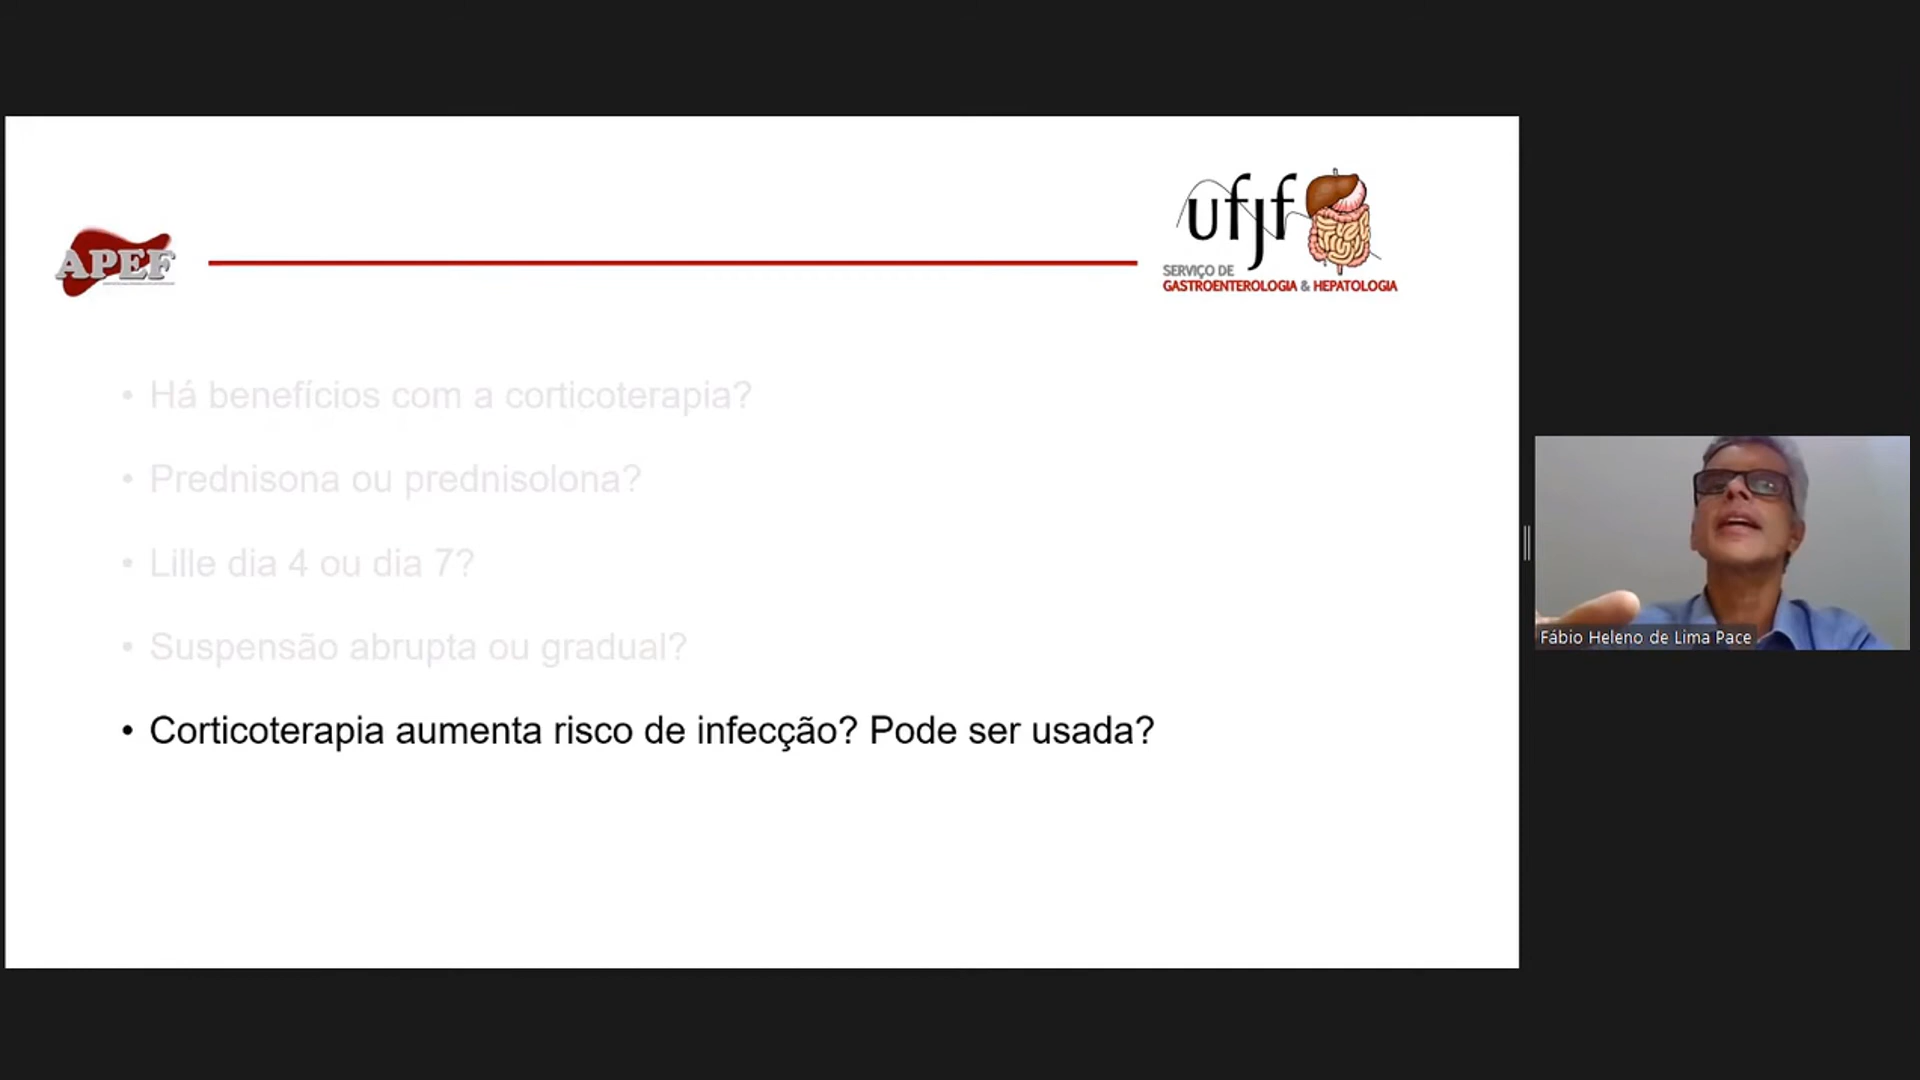 APEF
ufjf
SERVIÇO DE
GASTROENTEROLOGIA & HEPATOLOGIA
• Há benefícios com a corticoterapia?
• Prednisona ou prednisolona?
• Lille dia 4 ou dia 7?
• Suspensão abrupta ou gradual?
• Corticoterapia aumenta risco de infecção? Pode ser usada?
Fábio Heleno de Lima Pace